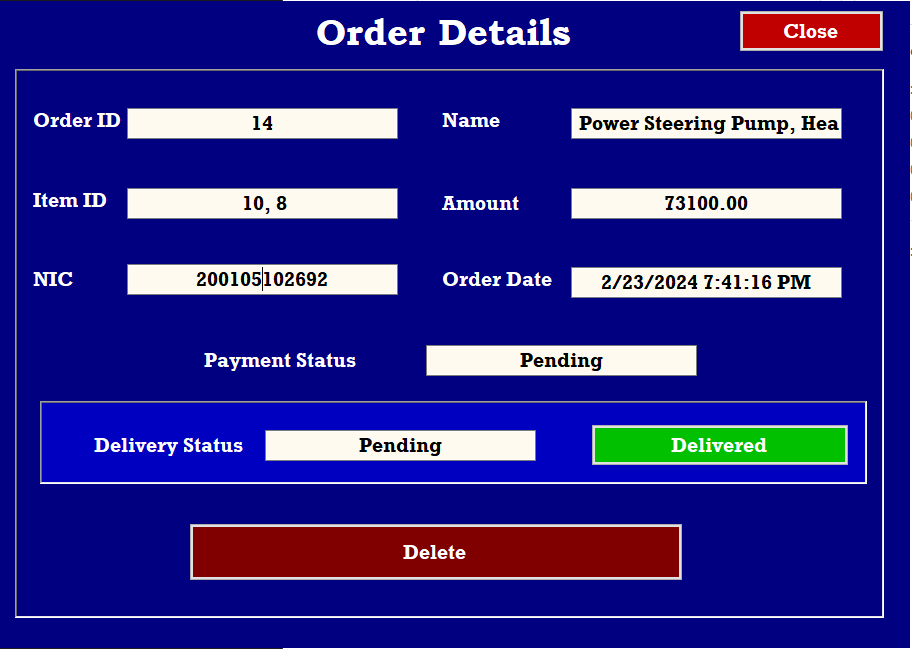 Order Details
Close
Order ID 14 Name Power Steering Pump, Hea
Item ID 10, 8 Amount 73100.00
NIC 200105102692 Order Date 2/23/2024 7:41:16 PM
Payment Status Pending
Delivery Status Pending Delivered
Delete